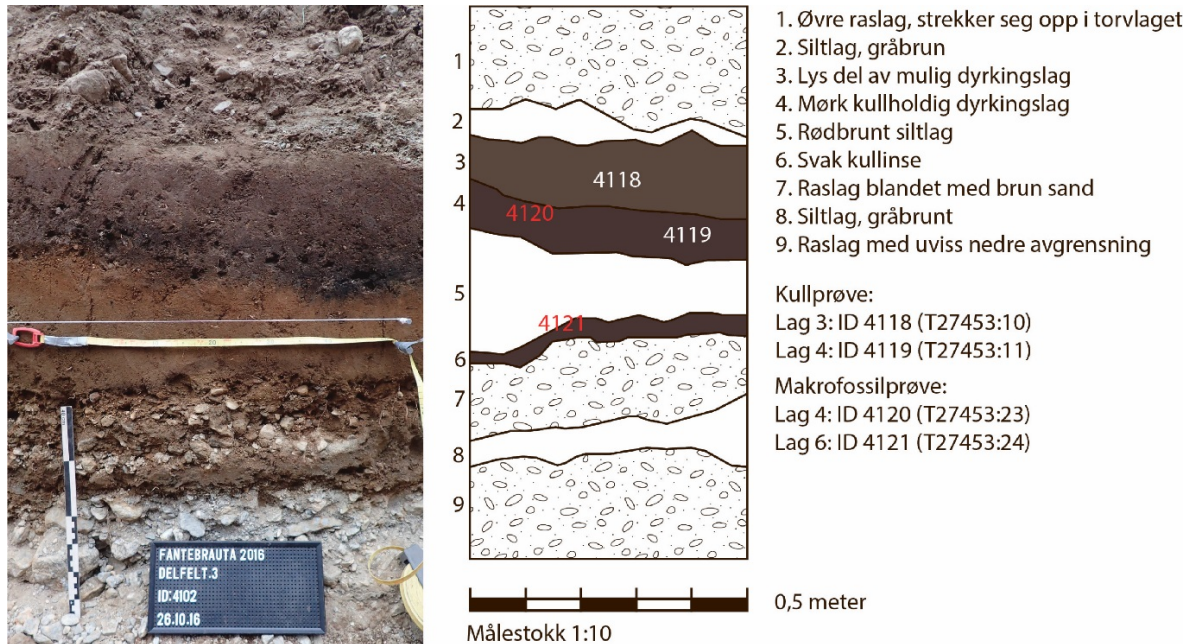 FANTEBRAUTA 2016
DELFELT.3
ID:4102
26.10.16
1
2
3
4
5
6
7
8
9
4118
4120
4119
4121
Målestokk 1:10
0,5 meter
1. Øvre raslag, strekker seg opp i torvlaget
2. Siltlag, gråbrun
3. Lys del av mulig dyrkingslag
4. Mørk kullholdig dyrkingslag
5. Rødbrunt siltlag
6. Svak kullinse
7. Raslag blandet med brun sand
8. Siltlag, gråbrunt
9. Raslag med uviss nedre avgrensning
Kullprøve:
Lag 3: ID 4118 (T27453:10)
Lag 4: ID 4119 (T27453:11)
Makrofossilprøve:
Lag 4: ID 4120 (T27453:23)
Lag 6: ID 4121 (T27453:24)